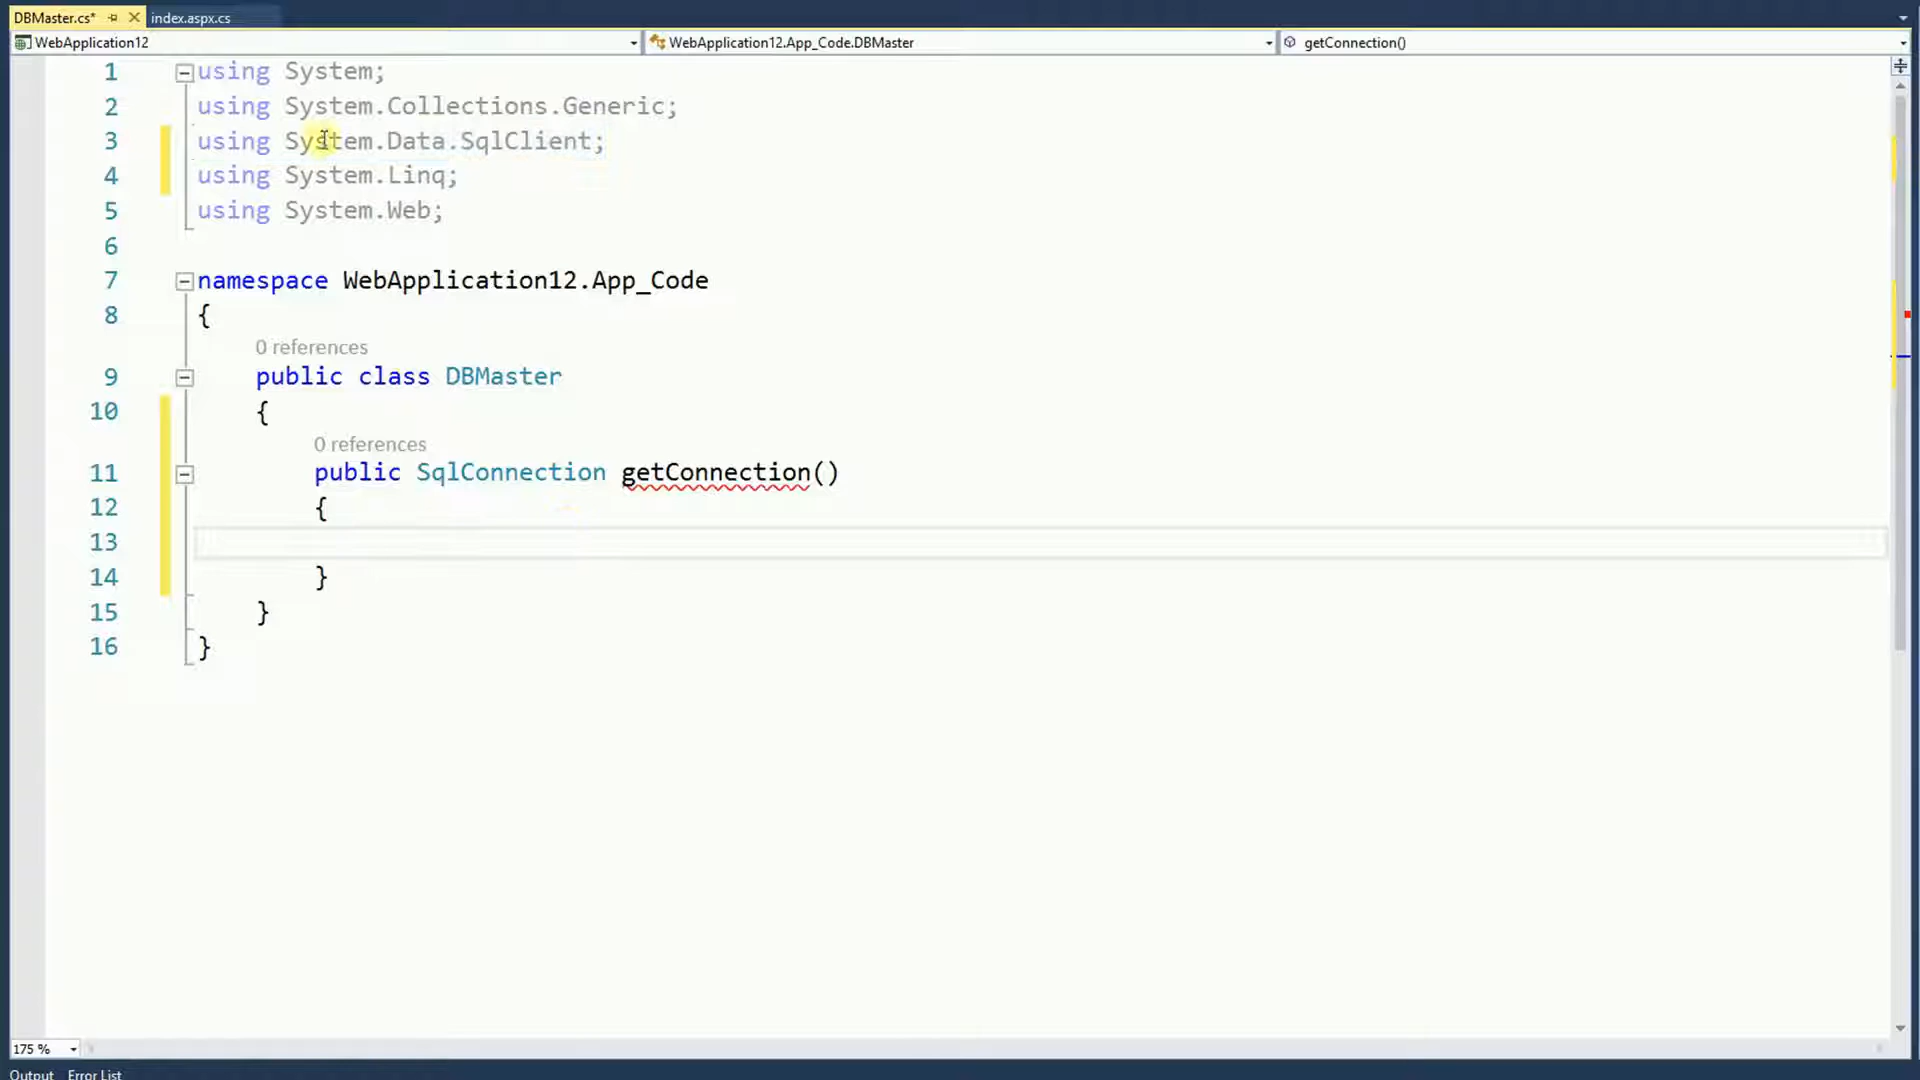 DBMaster.cs* index.aspx.cs
WebApplication12 WebApplication12.App_Code.DBMaster getConnection()
1 using System;
2 using System.Collections.Generic;
3 using System.Data.SqlClient;
4 using System.Linq;
5 using System.Web;
6
7 namespace WebApplication12.App_Code
8 {
0 references
9 public class DBMaster
10 {
0 references
11 public SqlConnection getConnection()
12 {
13
14 }
15 }
16 }
175 %
Output Error List